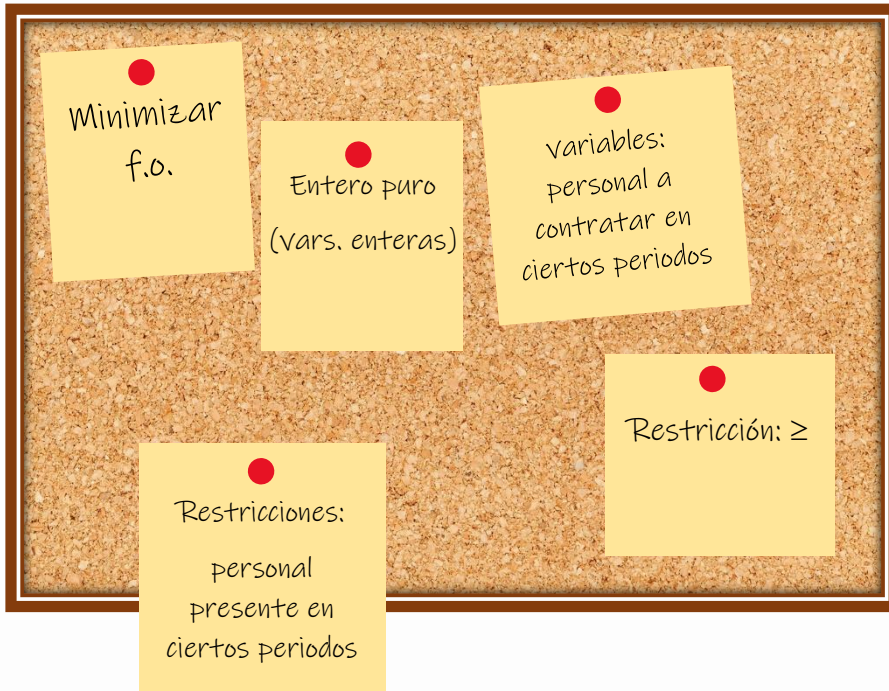 Minimizar
f.o.
Entero puro
(vars. enteras)
variables:
personal a
contratar en
ciertos periodos
Restricción: ≥
Restricciones:
personal
presente en
ciertos periodos